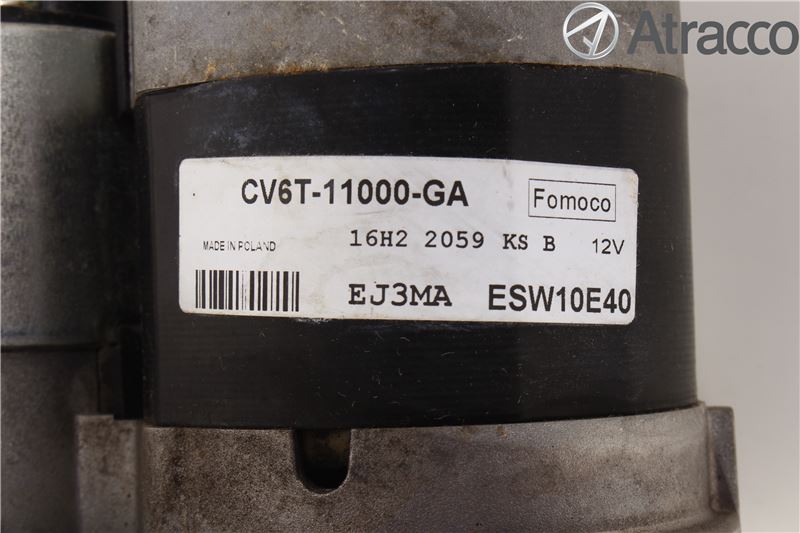 Atracco
CV6T-11000-GA
Fomoco
16H2 2059 KS B 12V
MADE IN POLAND
EJ3MA ESW10E40